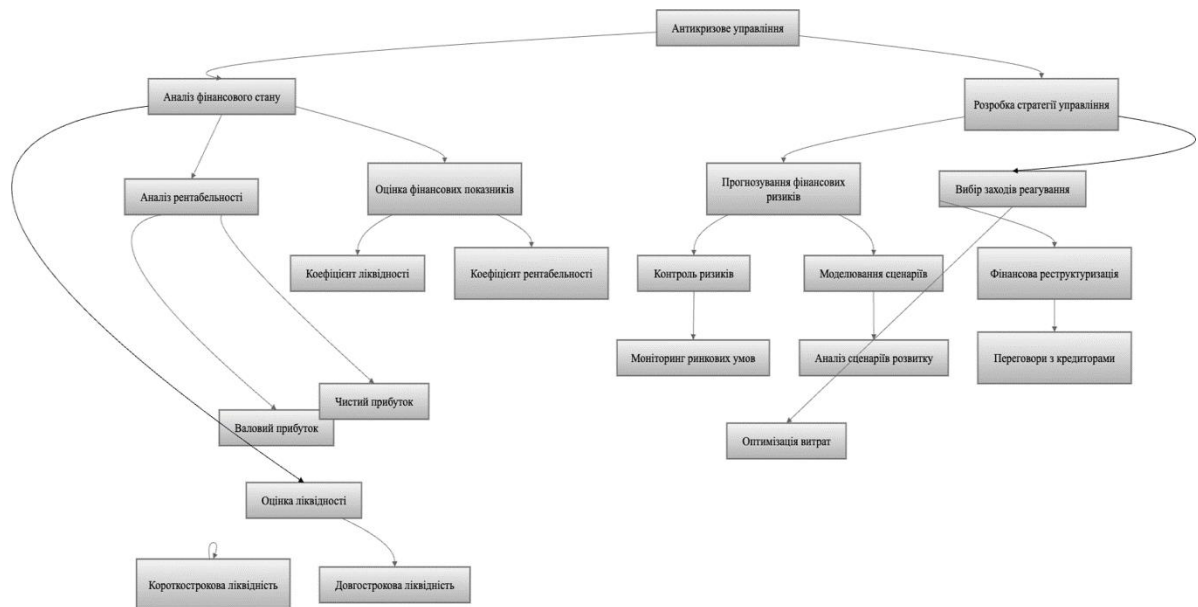 Антикризове управління
Аналіз фінансового стану
Розробка стратегії управління
Аналіз рентабельності
Оцінка фінансових показників
Прогнозування фінансових
ризиків
Вибір заходів реагування
Коефіцієнт ліквідності
Коефіцієнт рентабельності
Контроль ризиків
Моделювання сценаріїв
Фінансова реструктуризація
Моніторинг ринкових умов
Аналіз сценаріїв розвитку
Переговори з кредиторами
Чистий прибуток
Валовий прибуток
Оптимізація витрат
Оцінка ліквідності
Короткострокова ліквідність
Довгострокова ліквідність